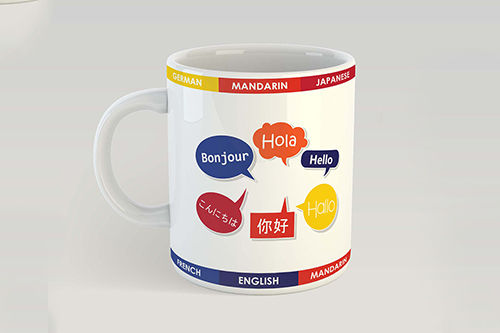 GERMAN MANDARIN JAPANESE
Hola
Bonjour
Hello
こんにちは
你好
Hallo
FRENCH ENGLISH MANDARIN